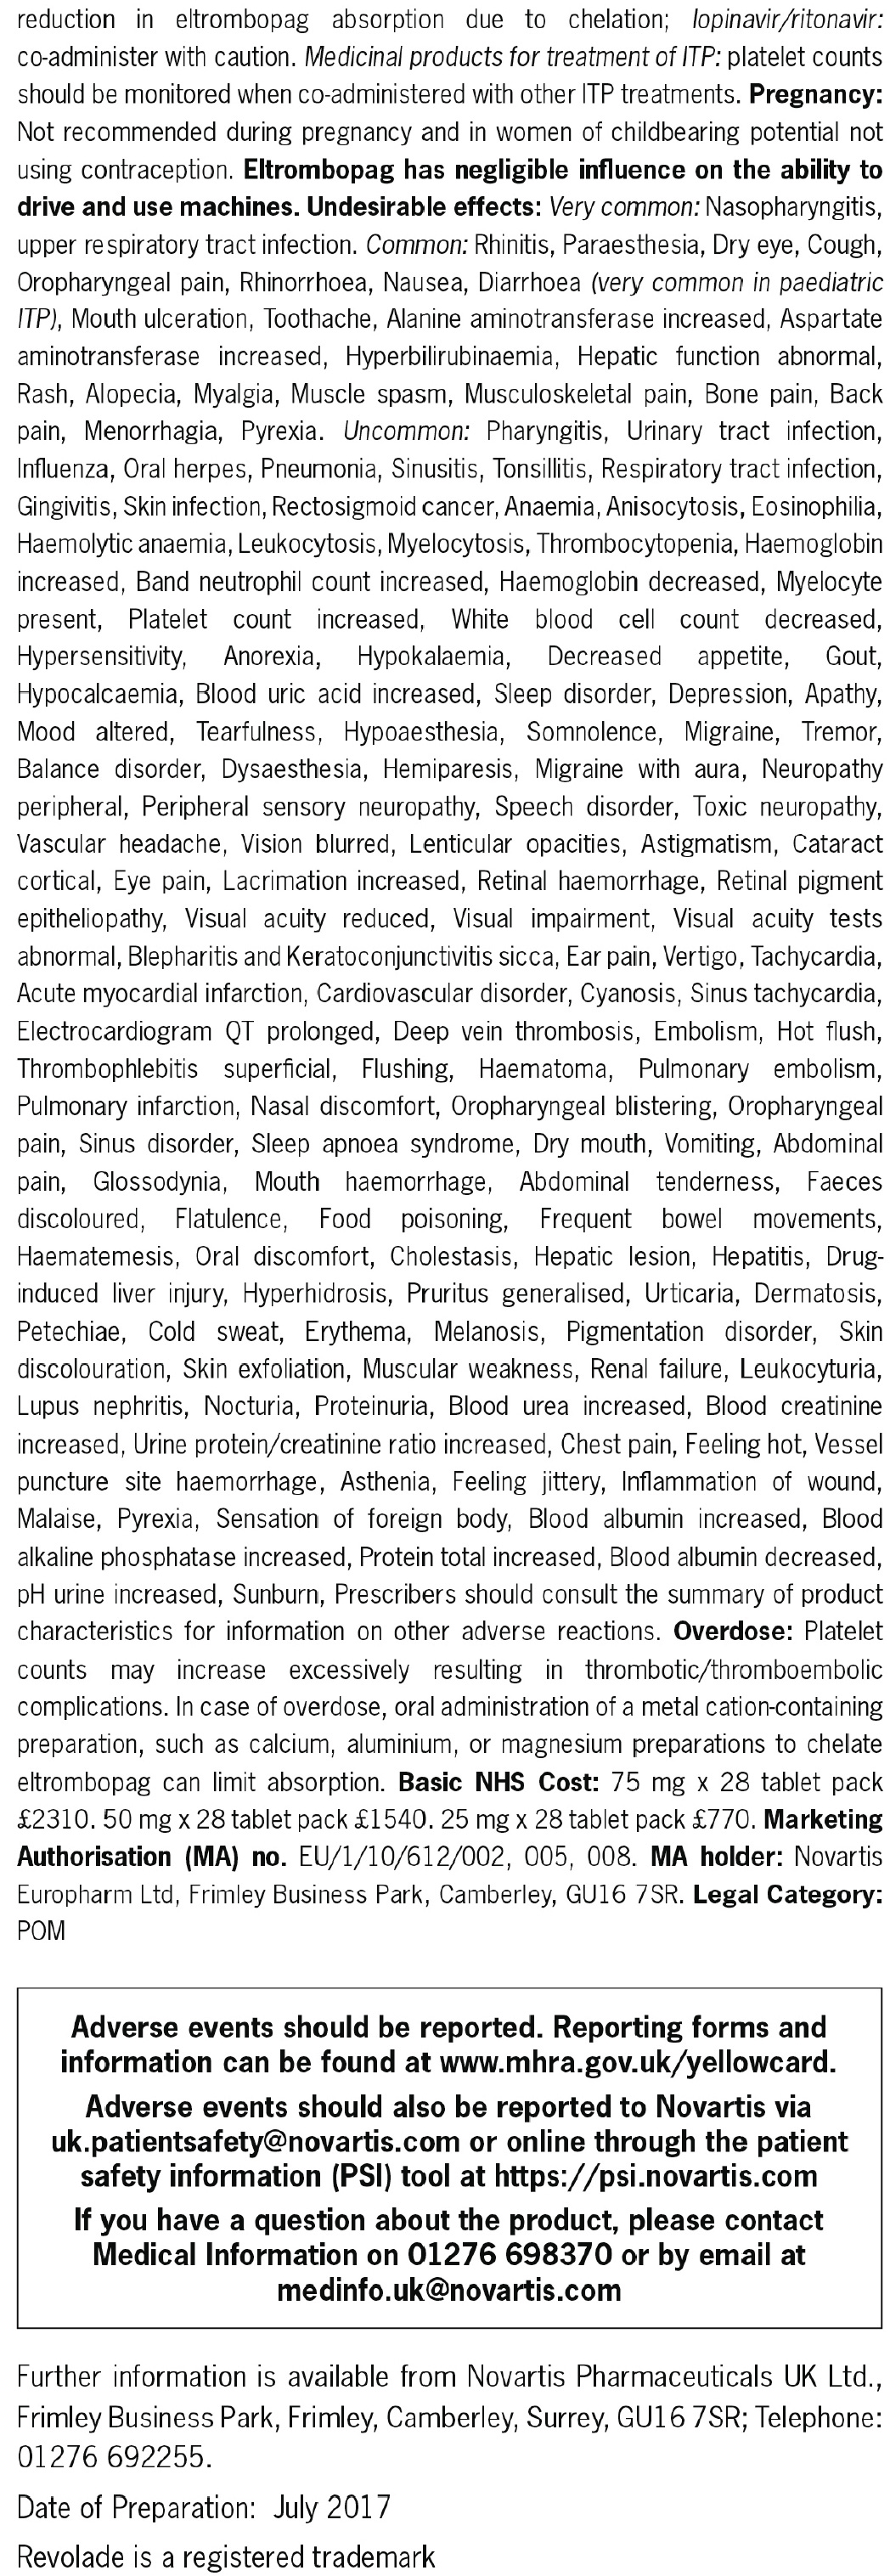 reduction in eltrombopag absorption due to chelation; lopinavir/ritonavir:
co-administer with caution. Medicinal products for treatment of ITP: platelet counts
should be monitored when co-administered with other ITP treatments. Pregnancy:
Not recommended during pregnancy and in women of childbearing potential not
using contraception. Eltrombopag has negligible influence on the ability to
drive and use machines. Undesirable effects: Very common: Nasopharyngitis,
upper respiratory tract infection. Common: Rhinitis, Paraesthesia, Dry eye, Cough,
Oropharyngeal pain, Rhinorrhoea, Nausea, Diarrhoea (very common in paediatric
ITP), Mouth ulceration, Toothache, Alanine aminotransferase increased, Aspartate
aminotransferase increased, Hyperbilirubinaemia, Hepatic function abnormal,
Rash, Alopecia, Myalgia, Muscle spasm, Musculoskeletal pain, Bone pain, Back
pain, Menorrhagia, Pyrexia. Uncommon: Pharyngitis, Urinary tract infection,
Influenza, Oral herpes, Pneumonia, Sinusitis, Tonsillitis, Respiratory tract infection,
Gingivitis, Skin infection, Rectosigmoid cancer, Anaemia, Anisocytosis, Eosinophilia,
Haemolytic anaemia, Leukocytosis, Myelocytosis, Thrombocytopenia, Haemoglobin
increased, Band neutrophil count increased, Haemoglobin decreased, Myelocyte
present, Platelet count increased, White blood cell count decreased,
Hypersensitivity, Anorexia, Hypokalaemia, Decreased appetite, Gout,
Hypocalcaemia, Blood uric acid increased, Sleep disorder, Depression, Apathy,
Mood altered, Tearfulness, Hypoaesthesia, Somnolence, Migraine, Tremor,
Balance disorder, Dysaesthesia, Hemiparesis, Migraine with aura, Neuropathy
peripheral, Peripheral sensory neuropathy, Speech disorder, Toxic neuropathy,
Vascular headache, Vision blurred, Lenticular opacities, Astigmatism, Cataract
cortical, Eye pain, Lacrimation increased, Retinal haemorrhage, Retinal pigment
epitheliopathy, Visual acuity reduced, Visual impairment, Visual acuity tests
abnormal, Blepharitis and Keratoconjunctivitis sicca, Ear pain, Vertigo, Tachycardia,
Acute myocardial infarction, Cardiovascular disorder, Cyanosis, Sinus tachycardia,
Electrocardiogram QT prolonged, Deep vein thrombosis, Embolism, Hot flush,
Thrombophlebitis superficial, Flushing, Haematoma, Pulmonary embolism,
Pulmonary infarction, Nasal discomfort, Oropharyngeal blistering, Oropharyngeal
pain, Sinus disorder, Sleep apnoea syndrome, Dry mouth, Vomiting, Abdominal
pain, Glossodynia, Mouth haemorrhage, Abdominal tenderness, Faeces
discoloured, Flatulence, Food poisoning, Frequent bowel movements,
Haematemesis, Oral discomfort, Cholestasis, Hepatic lesion, Hepatitis, Drug-
induced liver injury, Hyperhidrosis, Pruritus generalised, Urticaria, Dermatosis,
Petechiae, Cold sweat, Erythema, Melanosis, Pigmentation disorder, Skin
discolouration, Skin exfoliation, Muscular weakness, Renal failure, Leukocyturia,
Lupus nephritis, Nocturia, Proteinuria, Blood urea increased, Blood creatinine
increased, Urine protein/creatinine ratio increased, Chest pain, Feeling hot, Vessel
puncture site haemorrhage, Asthenia, Feeling jittery, Inflammation of wound,
Malaise, Pyrexia, Sensation of foreign body, Blood albumin increased, Blood
alkaline phosphatase increased, Protein total increased, Blood albumin decreased,
pH urine increased, Sunburn, Prescribers should consult the summary of product
characteristics for information on other adverse reactions. Overdose: Platelet
counts may increase excessively resulting in thrombotic/thromboembolic
complications. In case of overdose, oral administration of a metal cation-containing
preparation, such as calcium, aluminium, or magnesium preparations to chelate
eltrombopag can limit absorption. Basic NHS Cost: 75 mg x 28 tablet pack
£2310. 50 mg x 28 tablet pack £1540. 25 mg x 28 tablet pack £770. Marketing
Authorisation (MA) no. EU/1/10/612/002, 005, 008. MA holder: Novartis
Europharm Ltd, Frimley Business Park, Camberley, GU16 7SR. Legal Category:
POM
Adverse events should be reported. Reporting forms and
information can be found at www.mhra.gov.uk/yellowcard.
Adverse events should also be reported to Novartis via
uk.patientsafety@novartis.com or online through the patient
safety information (PSI) tool at https://psi.novartis.com
If you have a question about the product, please contact
Medical Information on 01276 698370 or by email at
medinfo.uk@novartis.com
Further information is available from Novartis Pharmaceuticals UK Ltd.,
Frimley Business Park, Frimley, Camberley, Surrey, GU16 7SR; Telephone:
01276 692255.
Date of Preparation: July 2017
Revolade is a registered trademark